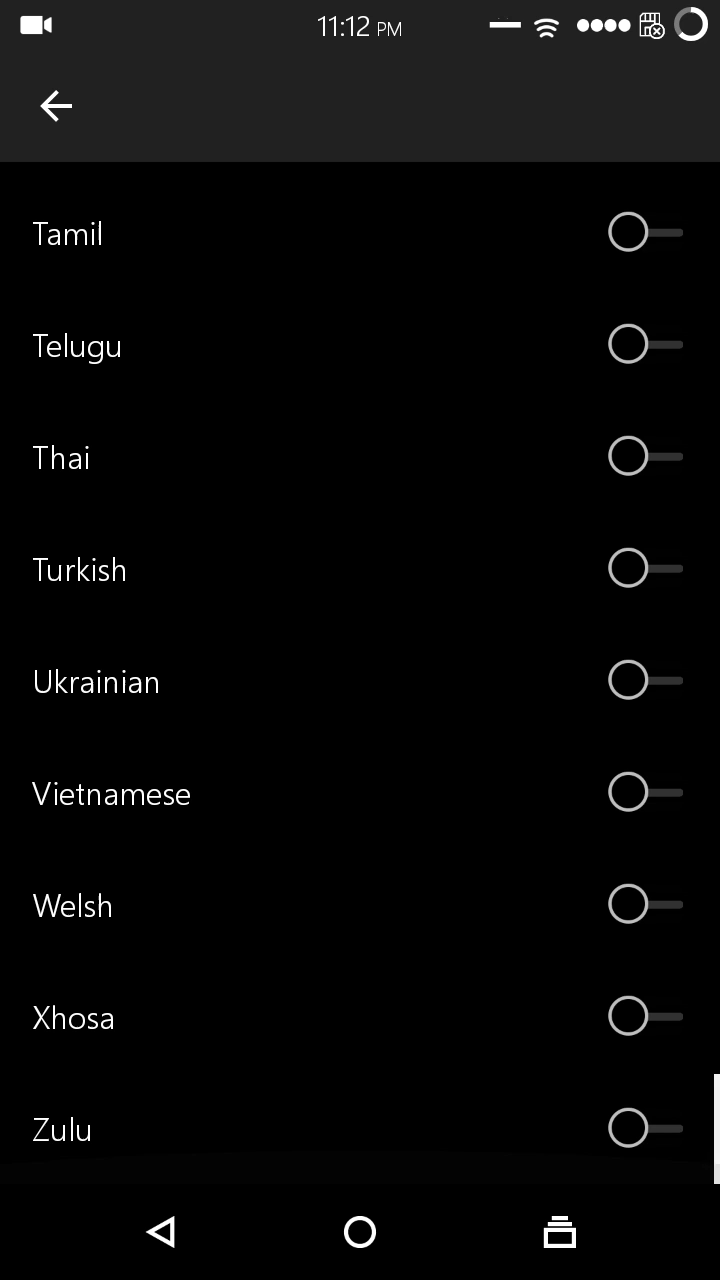 11:12 PM
Tamil
Telugu
Thai
Turkish
Ukrainian
Vietnamese
Welsh
Xhosa
Zulu